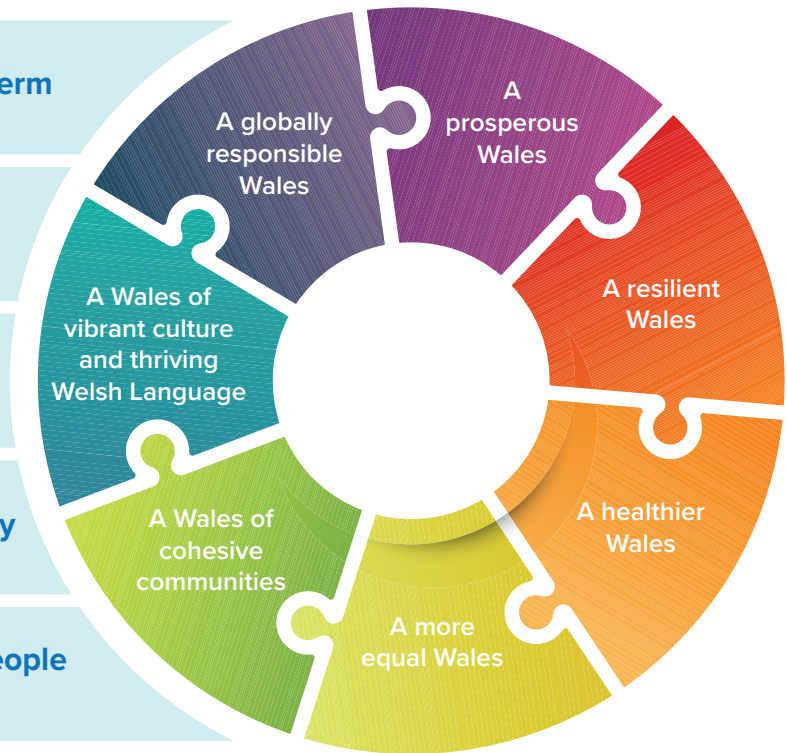 erm
y
eople
A
prosperous
Wales
A resilient
Wales
A healthier
Wales
A more
equal Wales
A Wales of
cohesive
communities
A Wales of
vibrant culture
and thriving
Welsh Language
A globally
responsible
Wales